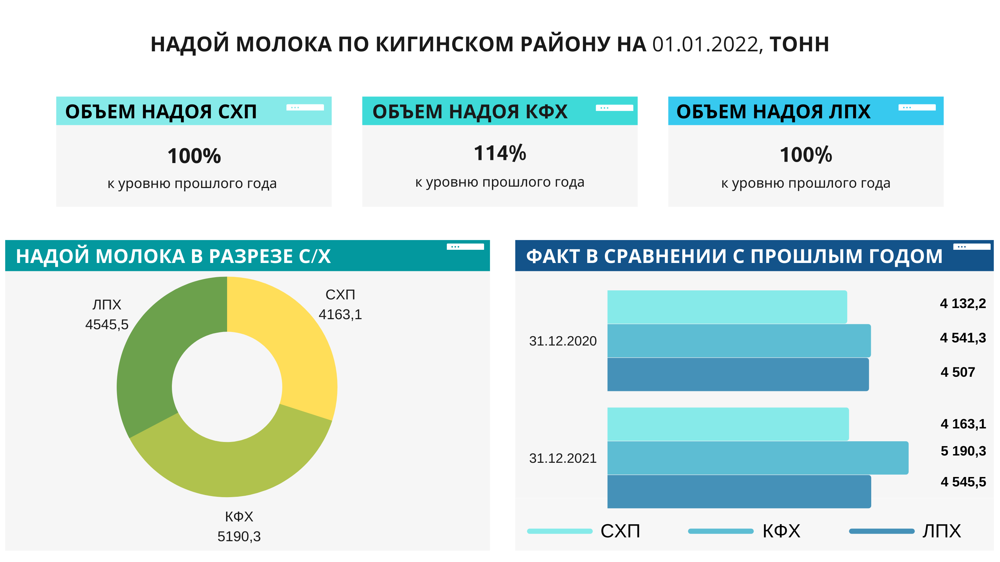 НАДОЙ МОЛОКА ПО КИГИНСКОМ РАЙОНУ НА 01.01.2022, ТОНН
ОБЪЕМ НАДОЯ СХП
100%
к уровню прошлого года
ОБЪЕМ НАДОЯ КФХ
114%
к уровню прошлого года
ОБЪЕМ НАДОЯ ЛПХ
100%
к уровню прошлого года
НАДОЙ МОЛОКА В РАЗРЕЗЕ С/Х
СХП
4163,1
ЛПХ
4545,5
КФХ
5190,3
ФАКТ В СРАВНЕНИИ С ПРОШЛЫМ ГОДОМ
4 132,2
31.12.2020
4 541,3
4 507
4 163,1
31.12.2021
5 190,3
4 545,5
СХП
КФХ
ЛПХ